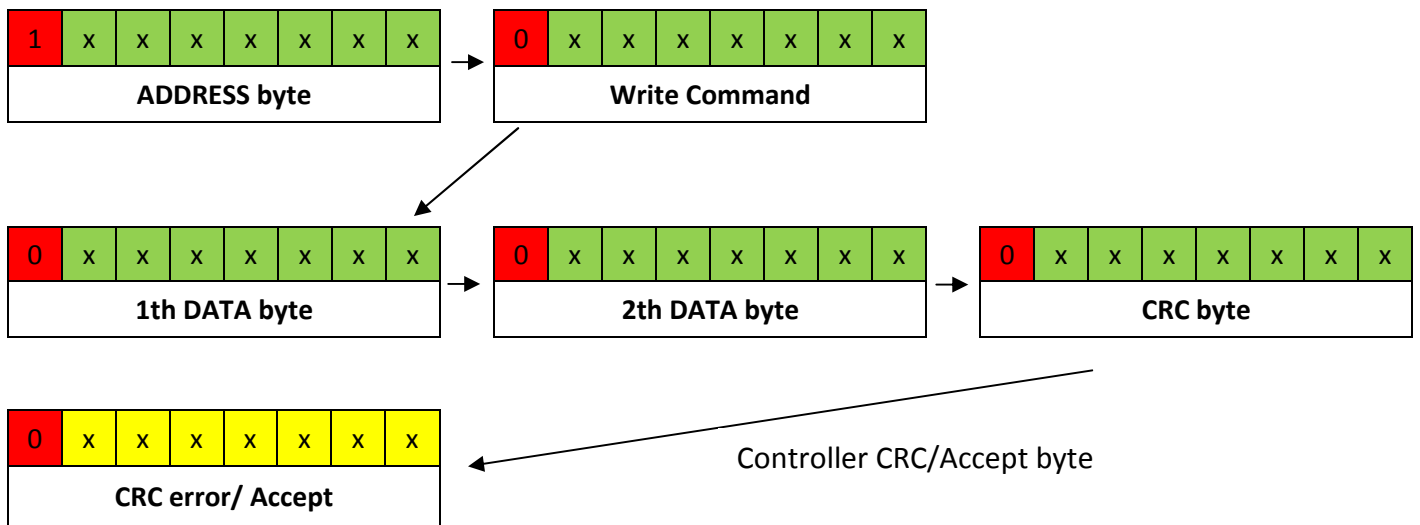 1 x x x x x x x 0 x x x x x x x
ADDRESS byte Write Command
0 x x x x x x x 0 x x x x x x x 0 x x x x x x x
1th DATA byte 2th DATA byte CRC byte
0 x x x x x x x
Controller CRC/Accept byte
CRC error/ Accept